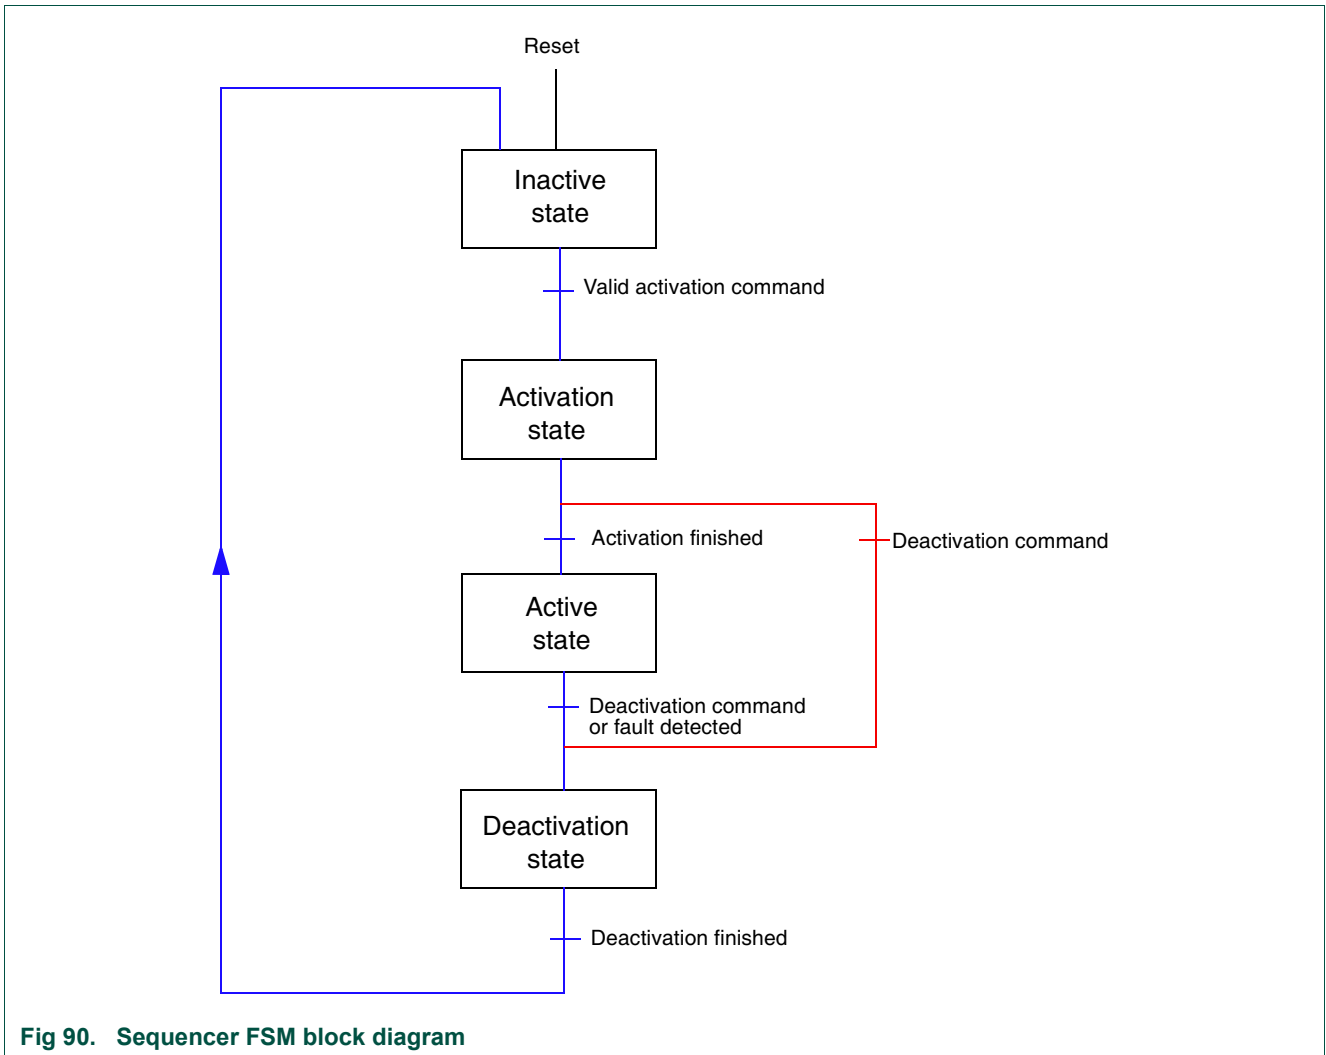 Reset
Inactive
state
Valid activation command
Activation
state
Activation finished
Deactivation command
Active
state
Deactivation command
or fault detected
Deactivation
state
Deactivation finished
Fig 90. Sequencer FSM block diagram